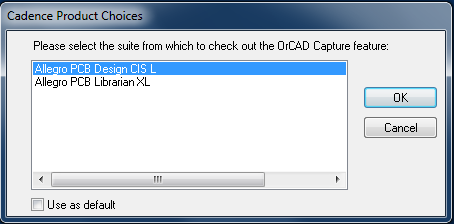 Cadence Product Choices
Please select the suite from which to check out the OrCAD Capture feature:
Allegro PCB Design CIS L
Allegro PCB Librarian XL
OK
Cancel
Use as default